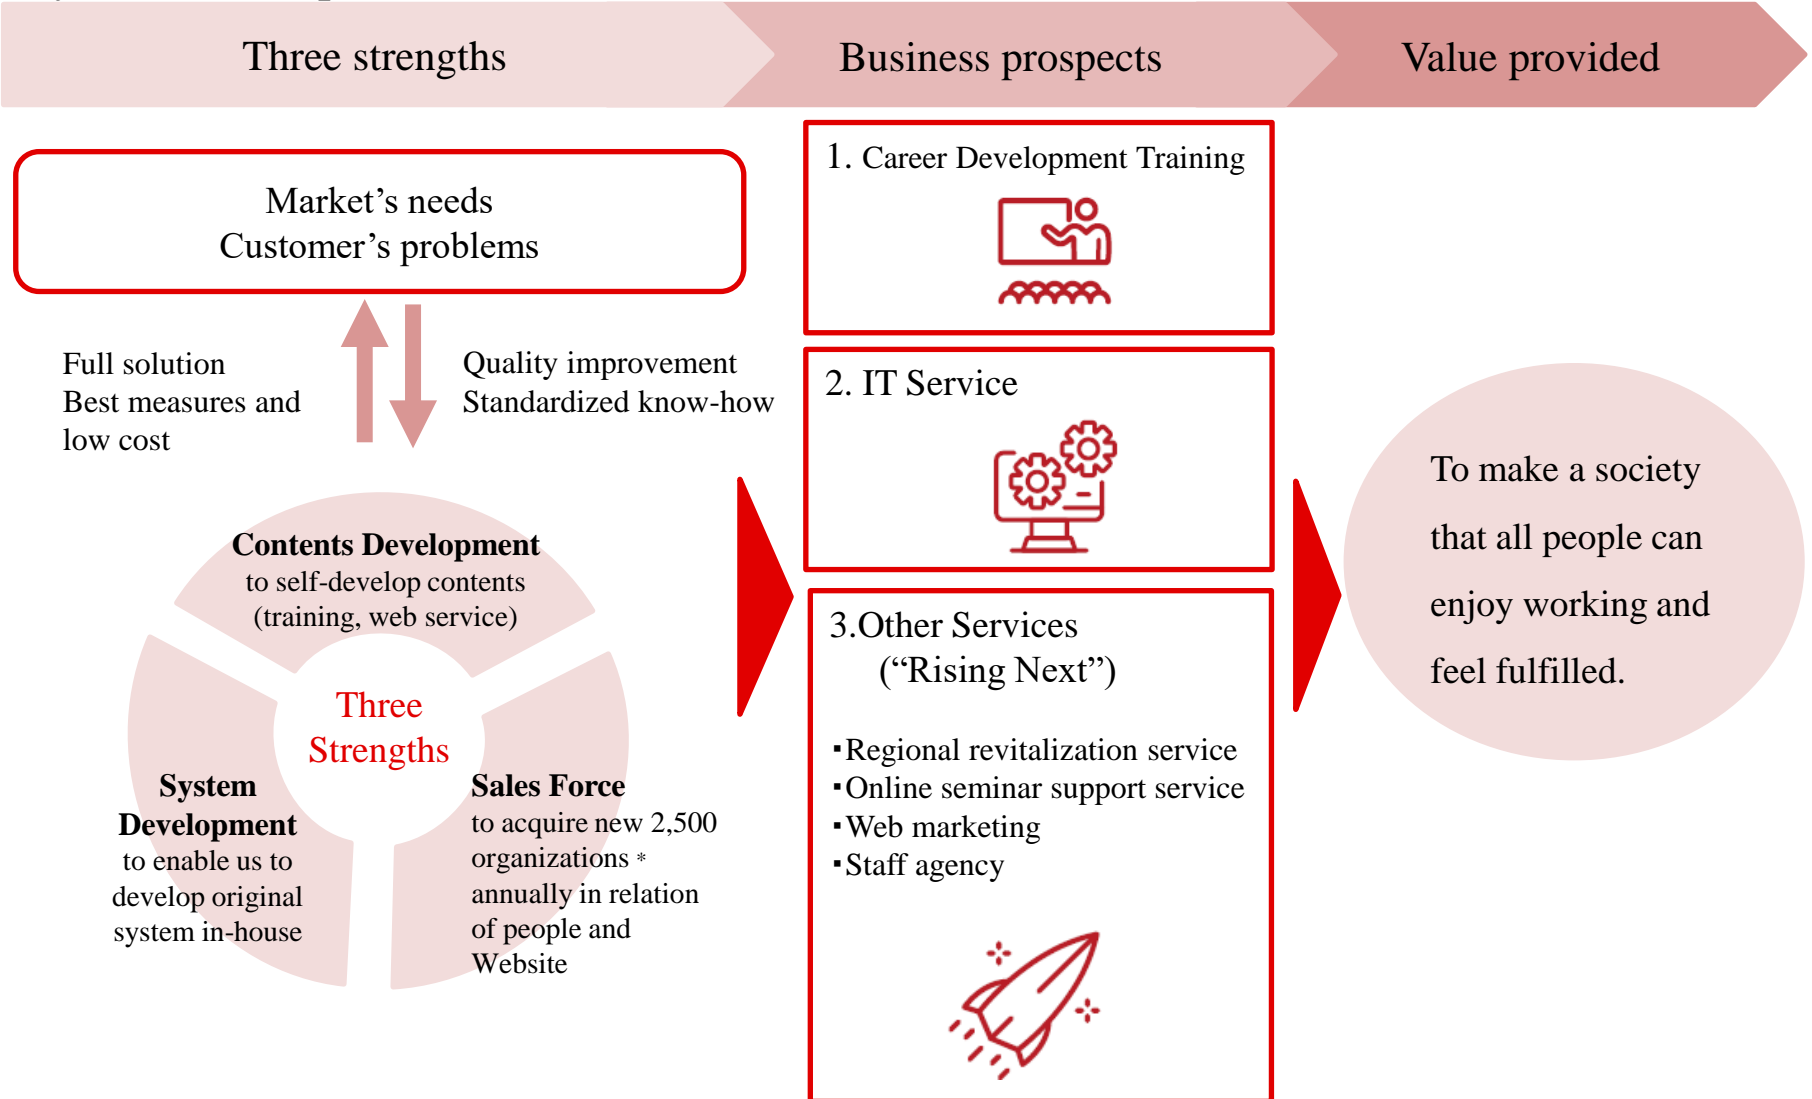 Three strengths
Business prospects
Value provided
Market’s needs
Customer’s problems
Full solution
Best measures and
low cost
Quality improvement
Standardized know-how
Contents Development
to self-develop contents
(training, web service)
Three
Strengths
System
Development
to enable us to
develop original
system in-house
Sales Force
to acquire new 2,500
organizations *
annually in relation
of people and
Website
1. Career Development Training
2. IT Service
3.Other Services
(“Rising Next”)
▪Regional revitalization service
▪Online seminar support service
▪Web marketing
▪Staff agency
To make a society
that all people can
enjoy working and
feel fulfilled.